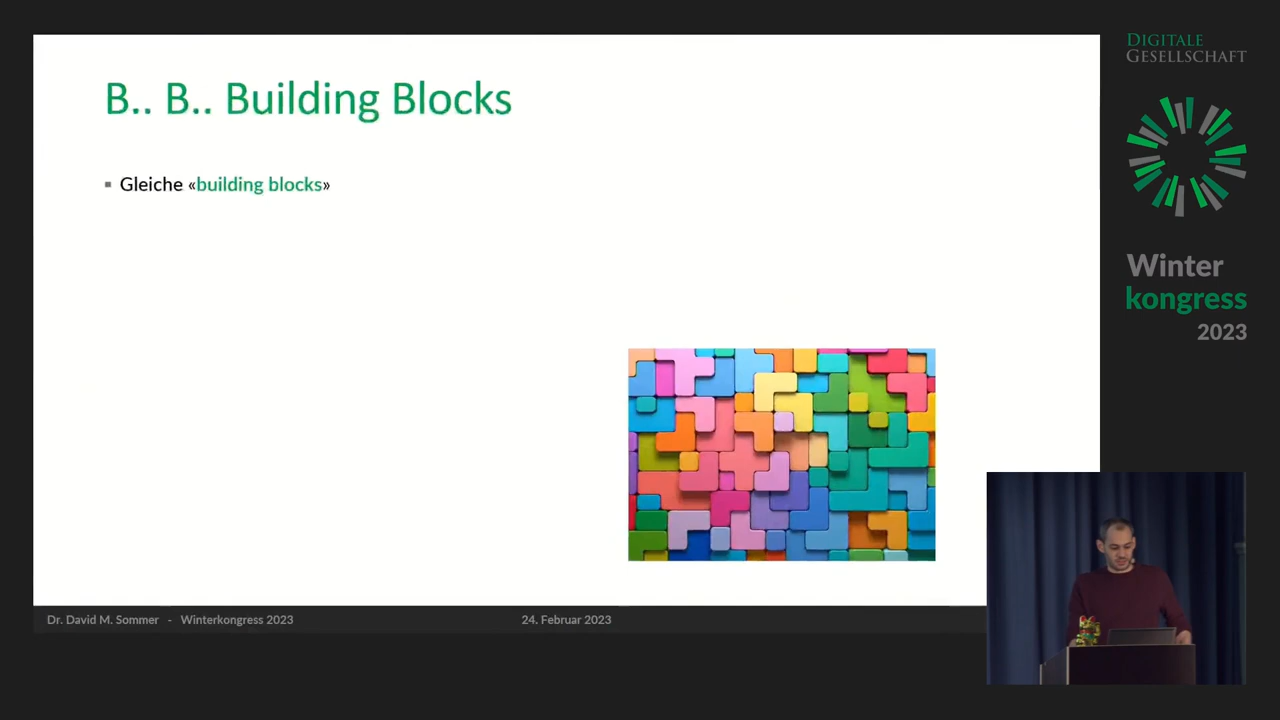 B.. B.. Building Blocks
Gleiche «building blocks»
Dr. David M. Sommer - Winterkongress 2023
24. Februar 2023
DIGITALE
GESELLSCHAFT
Winter
kongress
2023